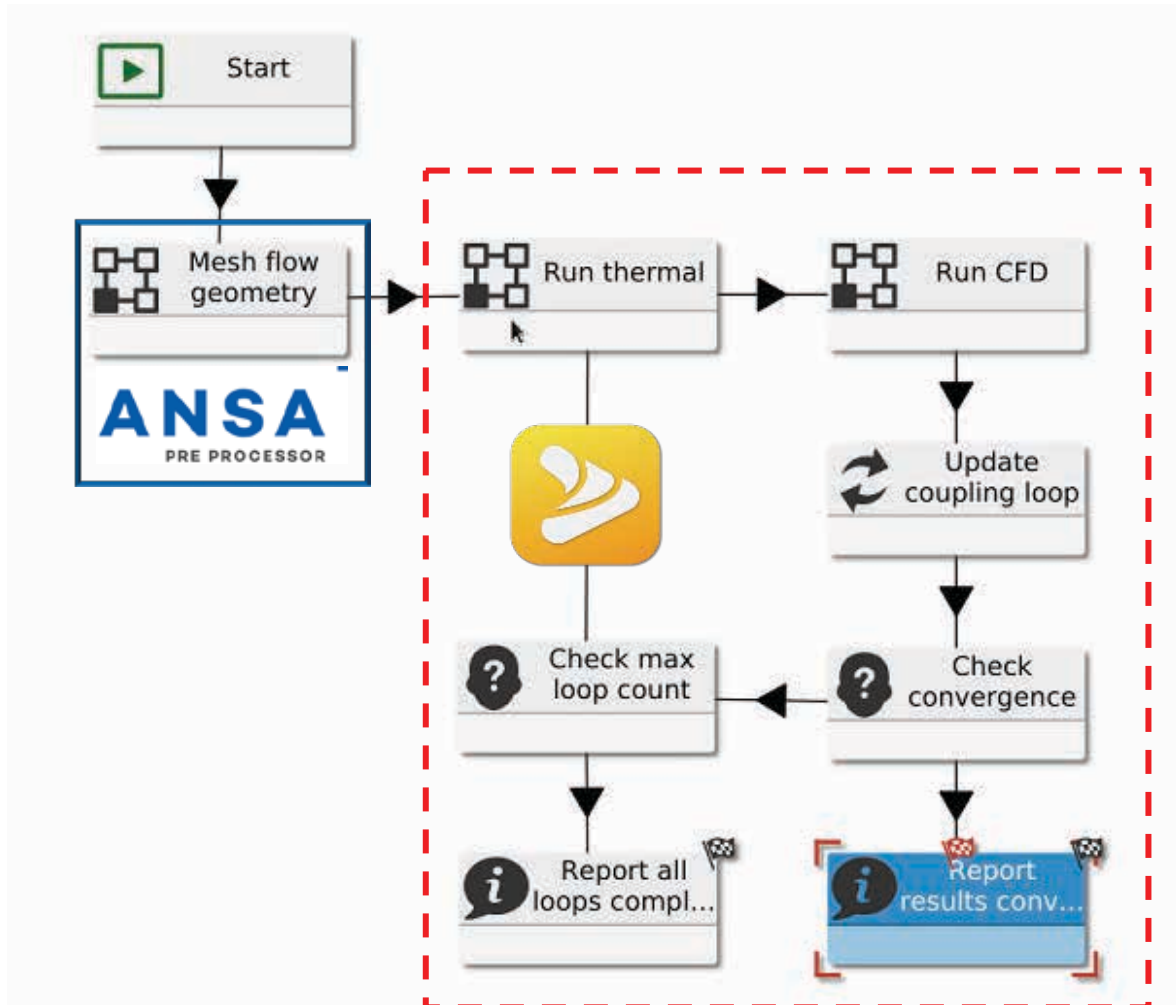 Start
Mesh flow
geometry
ANSA
PRE PROCESSOR
Run thermal
Run CFD
Update
coupling loop
Check max
loop count
Check
convergence
Report all
loops compl...
Report
results conv...